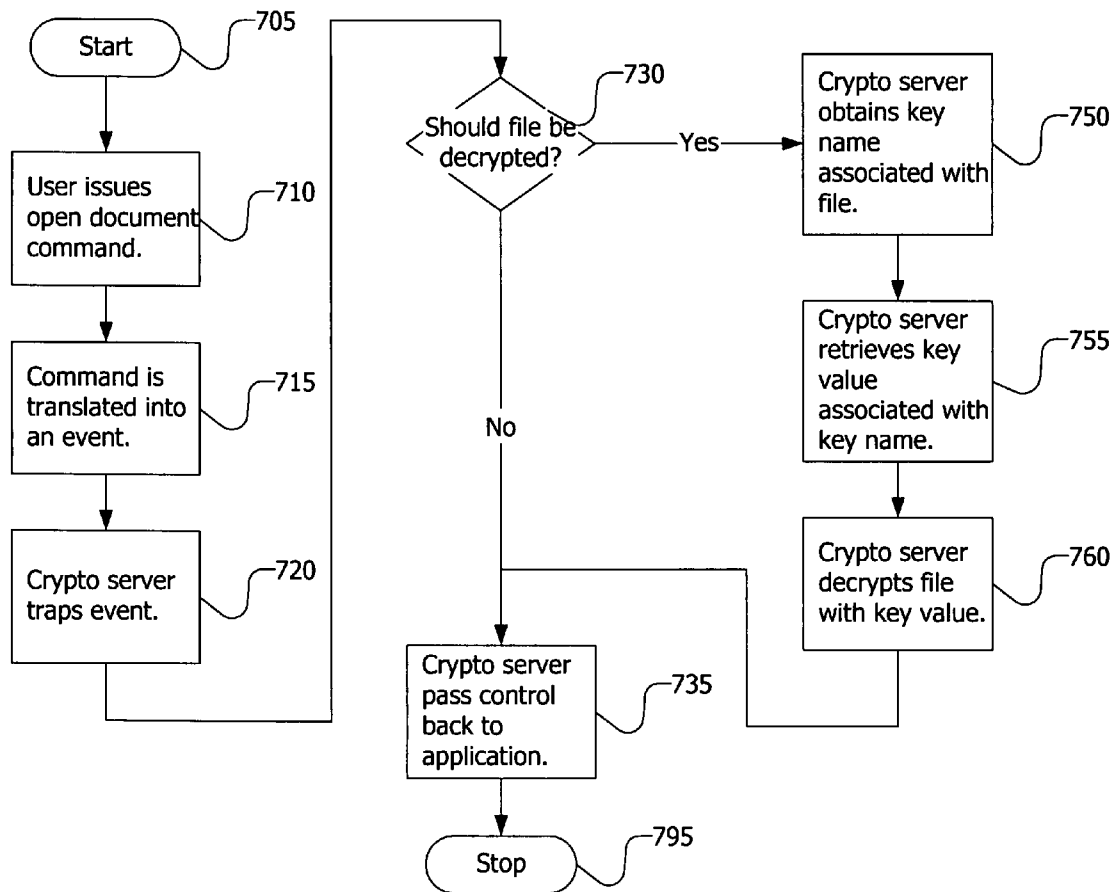 Start
705
User issues
open document
command.
710
Command is
translated into
an event.
715
Crypto server
traps event.
720
Should file be
decrypted?
730
Yes
No
Crypto server
obtains key
name
associated with
file.
750
Crypto server
retrieves key
value
associated with
key name.
755
Crypto server
decrypts file
with key value.
760
Crypto server
pass control
back to
application.
735
Stop
795